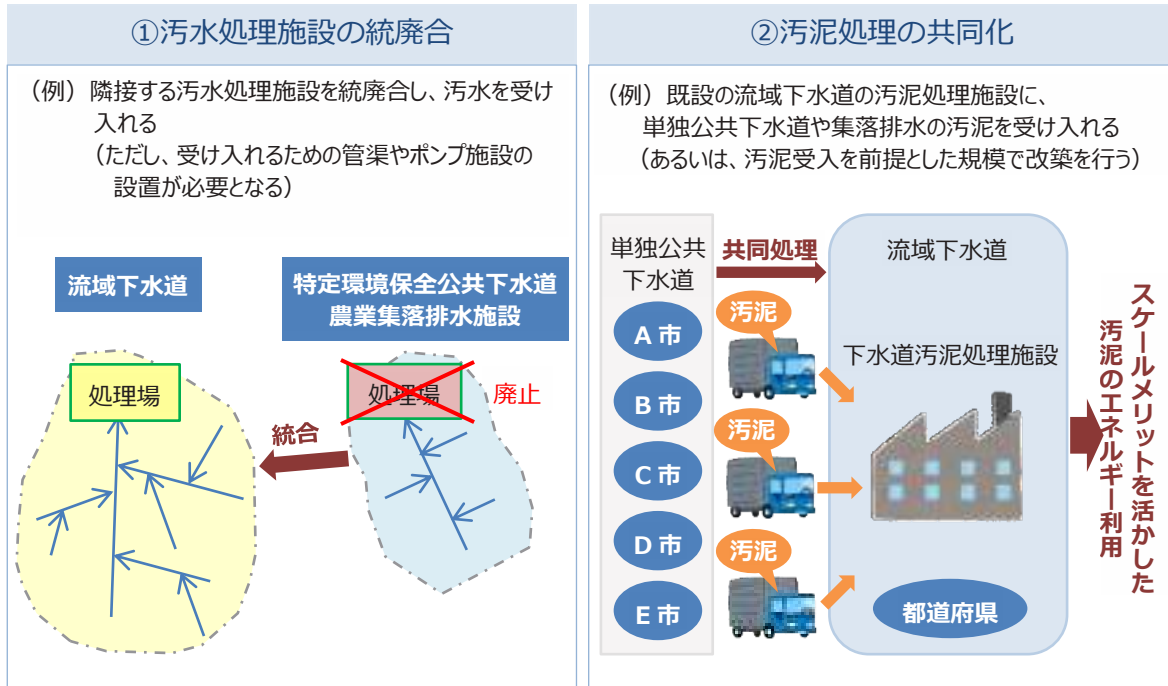 ①汚水処理施設の統廃合
（例）隣接する汚水処理施設を統廃合し、汚水を受け
入れる
（ただし、受け入れるための管渠やポンプ施設の
設置が必要となる）
流域下水道
特定環境保全公共下水道
農業集落排水施設
処理場
処理場
廃止
統合
②汚泥処理の共同化
（例）既設の流域下水道の汚泥処理施設に、
単独公共下水道や集落排水の汚泥を受け入れる
（あるいは、汚泥受入を前提とした規模で改築を行う）
単独公共
下水道
共同処理
流域下水道
A 市
B 市
C 市
D 市
E 市
汚泥
汚泥
汚泥
下水道汚泥処理施設
都道府県
スケールメリットを活かした
汚泥のエネルギー利用